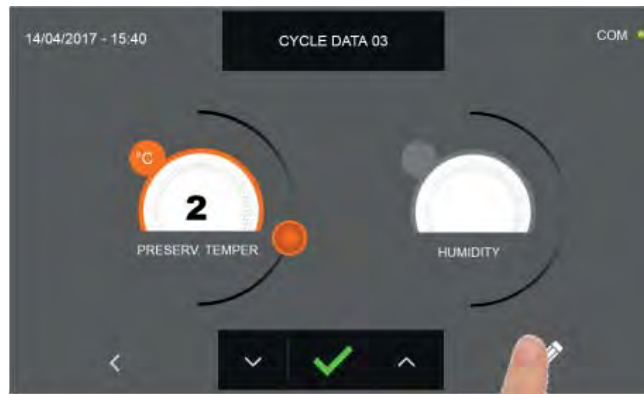 14/04/2017 - 15:40
CYCLE DATA 03
COM
°C
2
PRESERV. TEMPER.
HUMIDITY